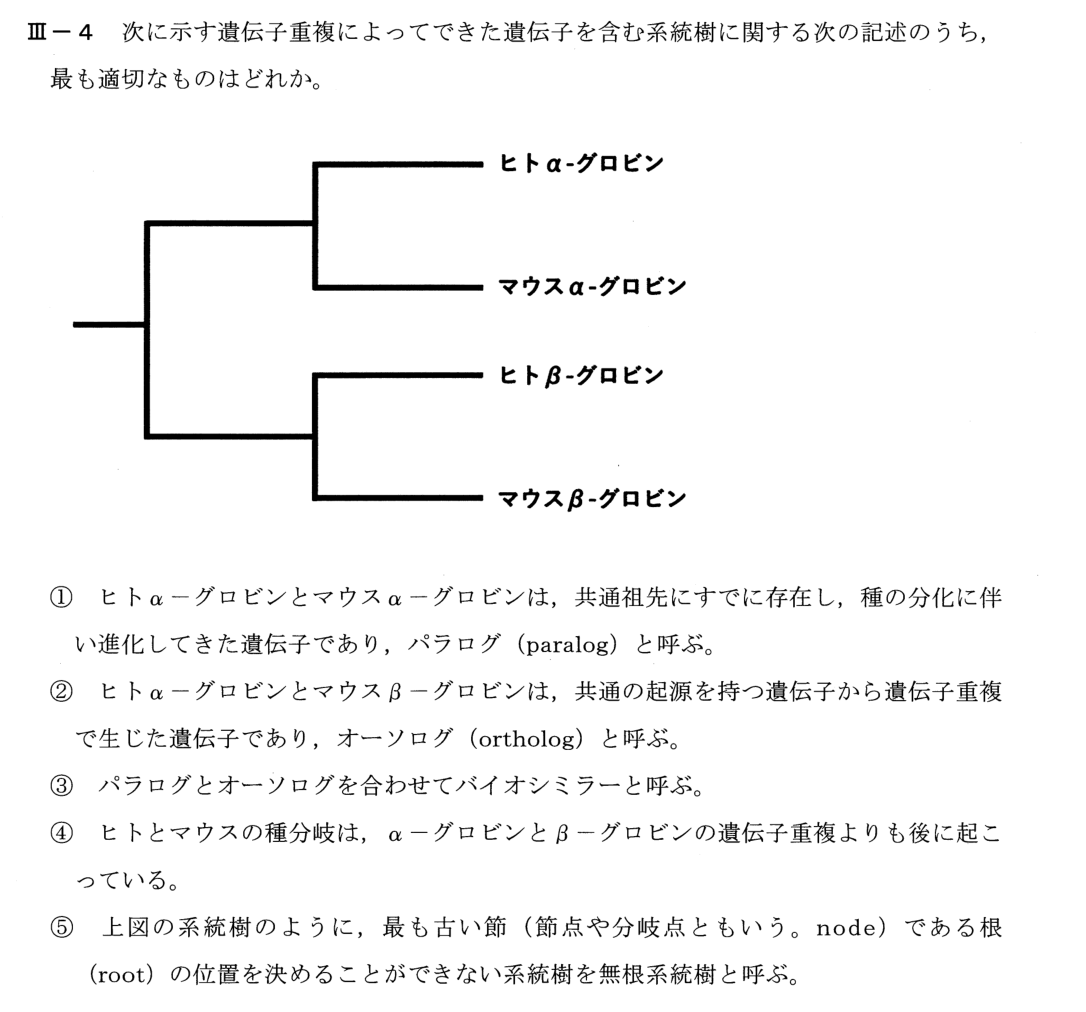 Ⅲ－４　次に示す遺伝子重複によってできた遺伝子を含む系統樹に関する次の記述のうち，
最も適切なものはどれか。
ヒトα-グロビン
マウスα-グロビン
ヒトβ-グロビン
マウスβ-グロビン
①　ヒトα－グロビンとマウスα－グロビンは，共通祖先にすでに存在し，種の分化に伴
い進化してきた遺伝子であり，パラログ（paralog）と呼ぶ。
②　ヒトα－グロビンとマウスβ－グロビンは，共通の起源を持つ遺伝子から遺伝子重複
で生じた遺伝子であり，オーソログ（ortholog）と呼ぶ。
③　パラログとオーソログを合わせてバイオシミラーと呼ぶ。
④　ヒトとマウスの種分岐は，α－グロビンとβ－グロビンの遺伝子重複よりも後に起こ
っている。
⑤　上図の系統樹のように，最も古い節（節点や分岐点ともいう。node）である根
（root）の位置を決めることができない系統樹を無根系統樹と呼ぶ。